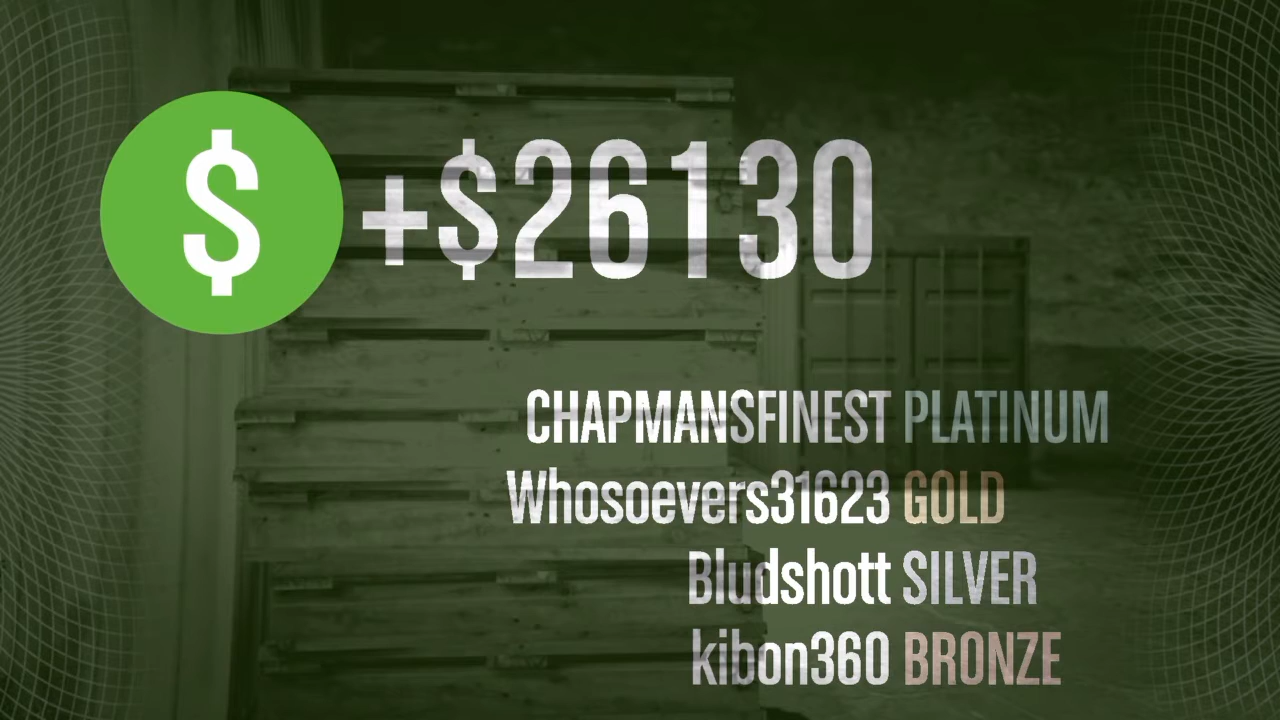 $ +$26130
CHAPMANSFINEST PLATINUM
Whosoevers31623 GOLD
Bludshott SILVER
kibon360 BRONZE